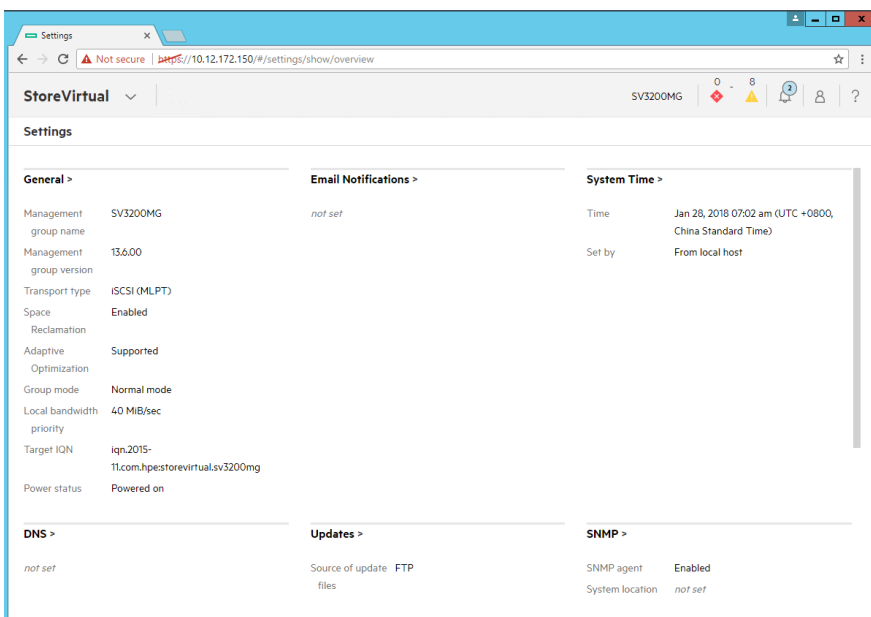 Settings
Not secure | https://10.12.172.150/#/settings/show/overview
StoreVirtual
SV3200MG
0
8
2
?
Settings
General >
Management group name
SV3200MG
Management group version
13.6.00
Transport type
iSCSI (MLPT)
Space Reclamation
Enabled
Adaptive Optimization
Supported
Group mode
Normal mode
Local bandwidth priority
40 MiB/sec
Target IQN
iqn.2015-
11.com.hpe:storevirtual.sv3200mg
Power status
Powered on
Email Notifications >
not set
System Time >
Time
Jan 28, 2018 07:02 am (UTC +0800,
China Standard Time)
Set by
From local host
DNS >
not set
Updates >
Source of update files
FTP
SNMP >
SNMP agent
Enabled
System location
not set